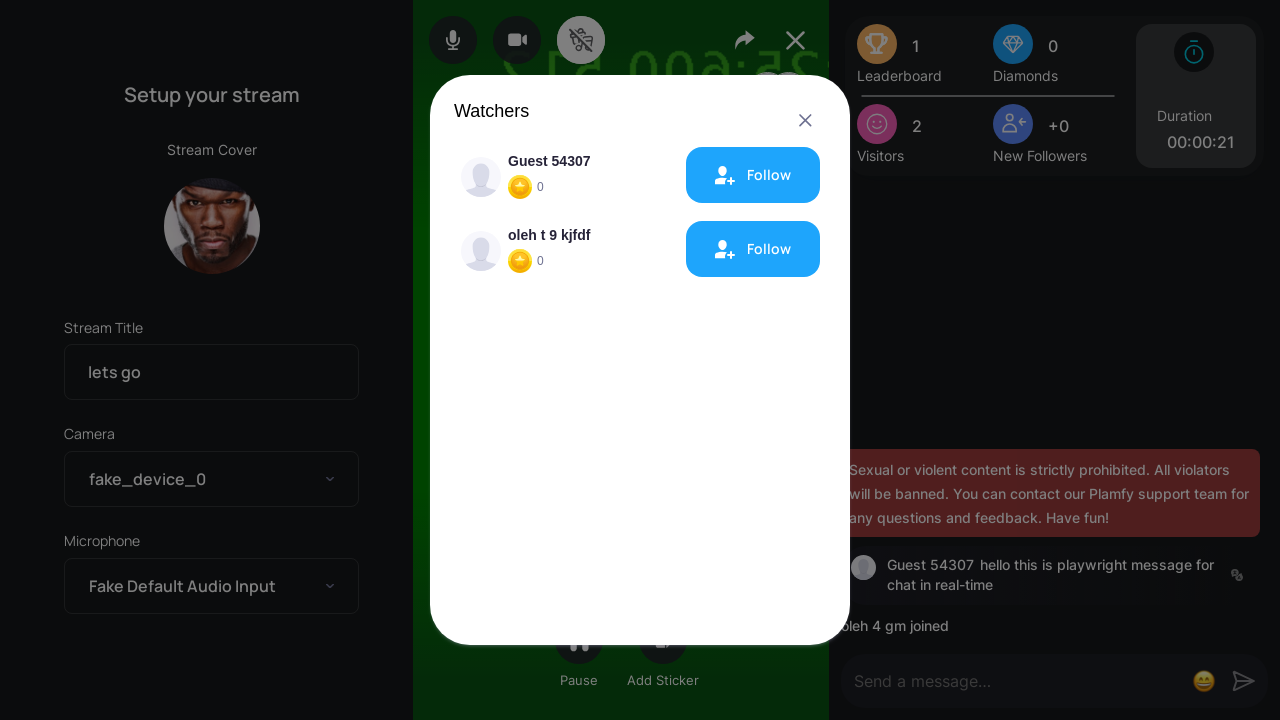 Setup your stream
Stream Cover
Stream Title
lets go
Camera
fake_device_0
Microphone
Fake Default Audio Input
Watchers
Guest 54307
0
Follow
oleh t 9 kjfdf
0
Follow
Pause
Add Sticker
1
Leaderboard
0
Diamonds
2
Visitors
+0
New Followers
Duration
00:00:21
Sexual or violent content is strictly prohibited. All violators
will be banned. You can contact our Plamfy support team for
any questions and feedback. Have fun!
Guest 54307 hello this is playwright message for
chat in real-time
oleh 4 gm joined
Send a message...